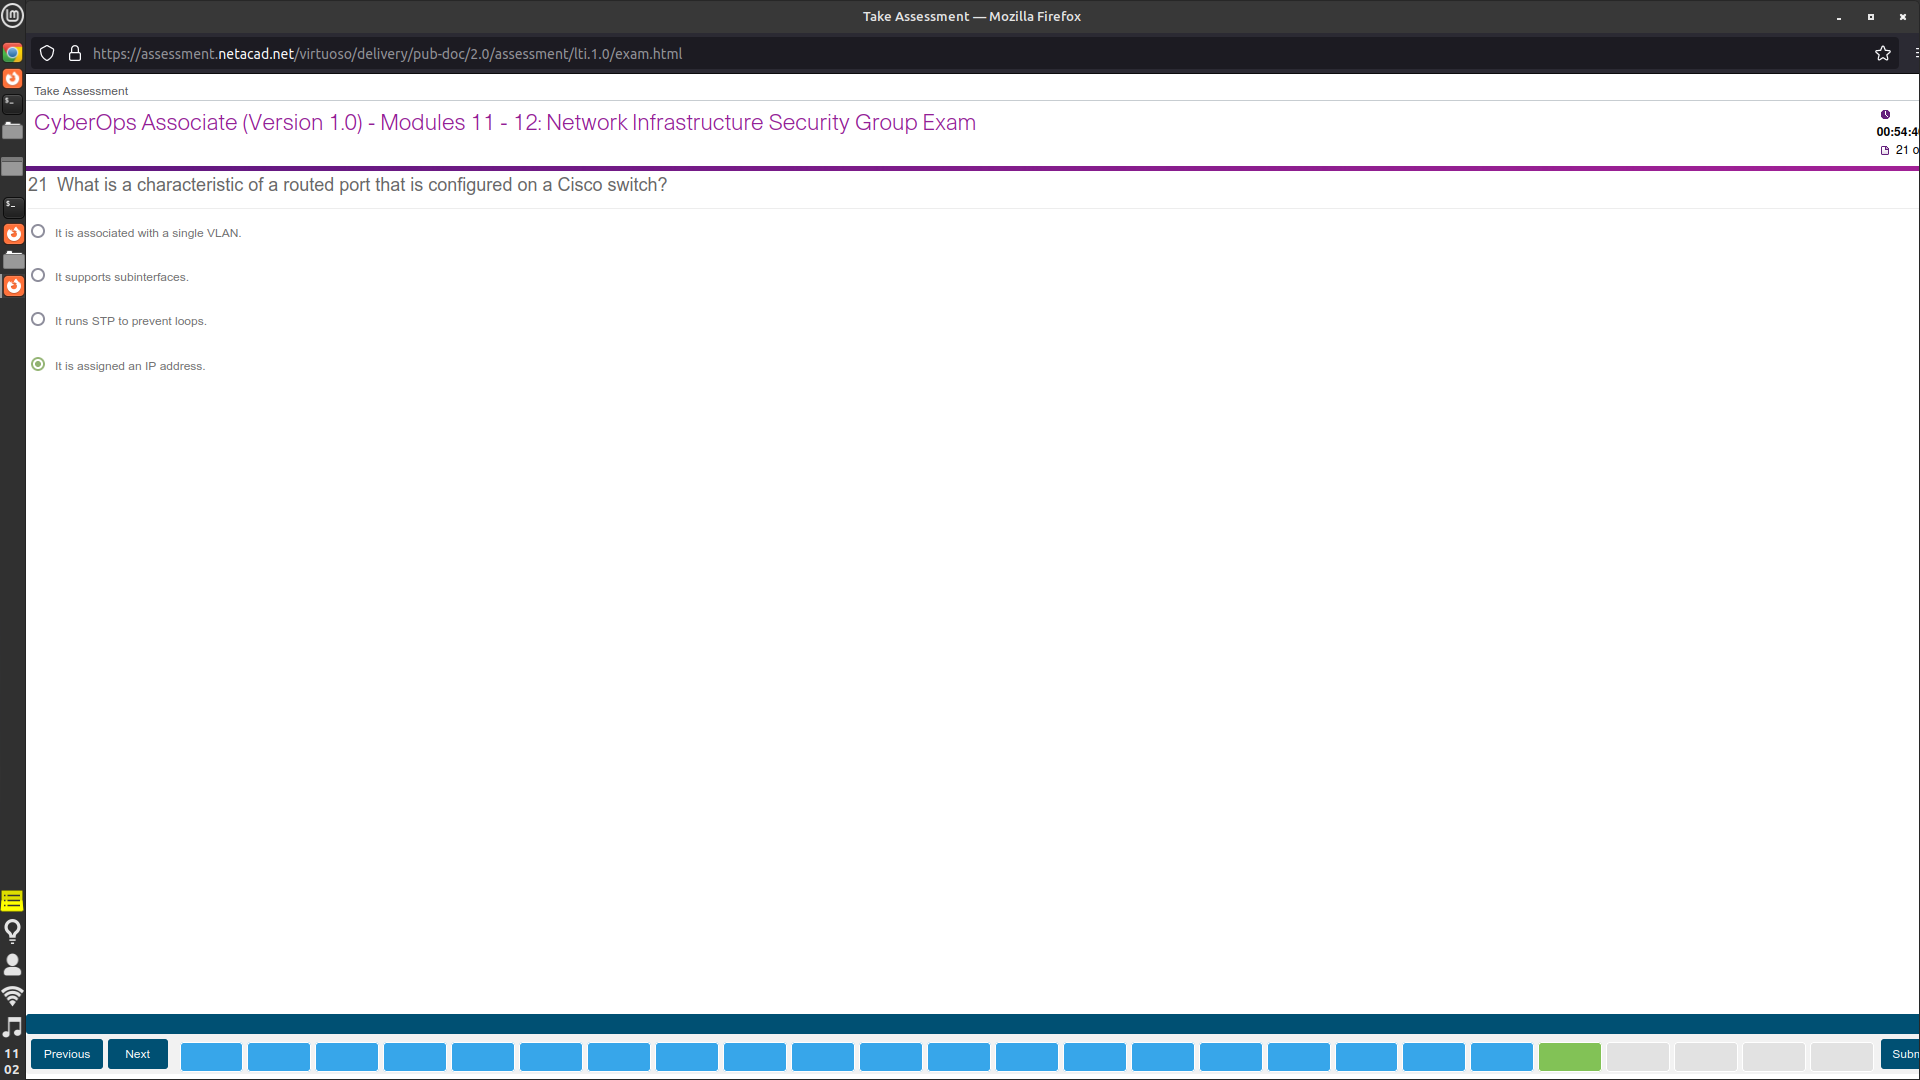 Take Assessment — Mozilla Firefox
https://assessment.netacad.net/virtuoso/delivery/pub-doc/2.0/assessment/lti.1.0/exam.html
Take Assessment
CyberOps Associate (Version 1.0) - Modules 11 - 12: Network Infrastructure Security Group Exam
00:54:4
21 o
21 What is a characteristic of a routed port that is configured on a Cisco switch?
It is associated with a single VLAN.
It supports subinterfaces.
It runs STP to prevent loops.
It is assigned an IP address.
Previous
Next
Subm
11
02